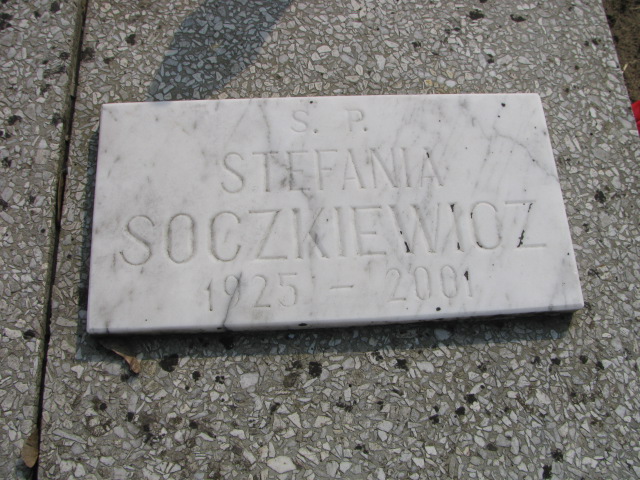 S. P.
STEFANIA
SOCZKIEWICZ
1925 - 2001